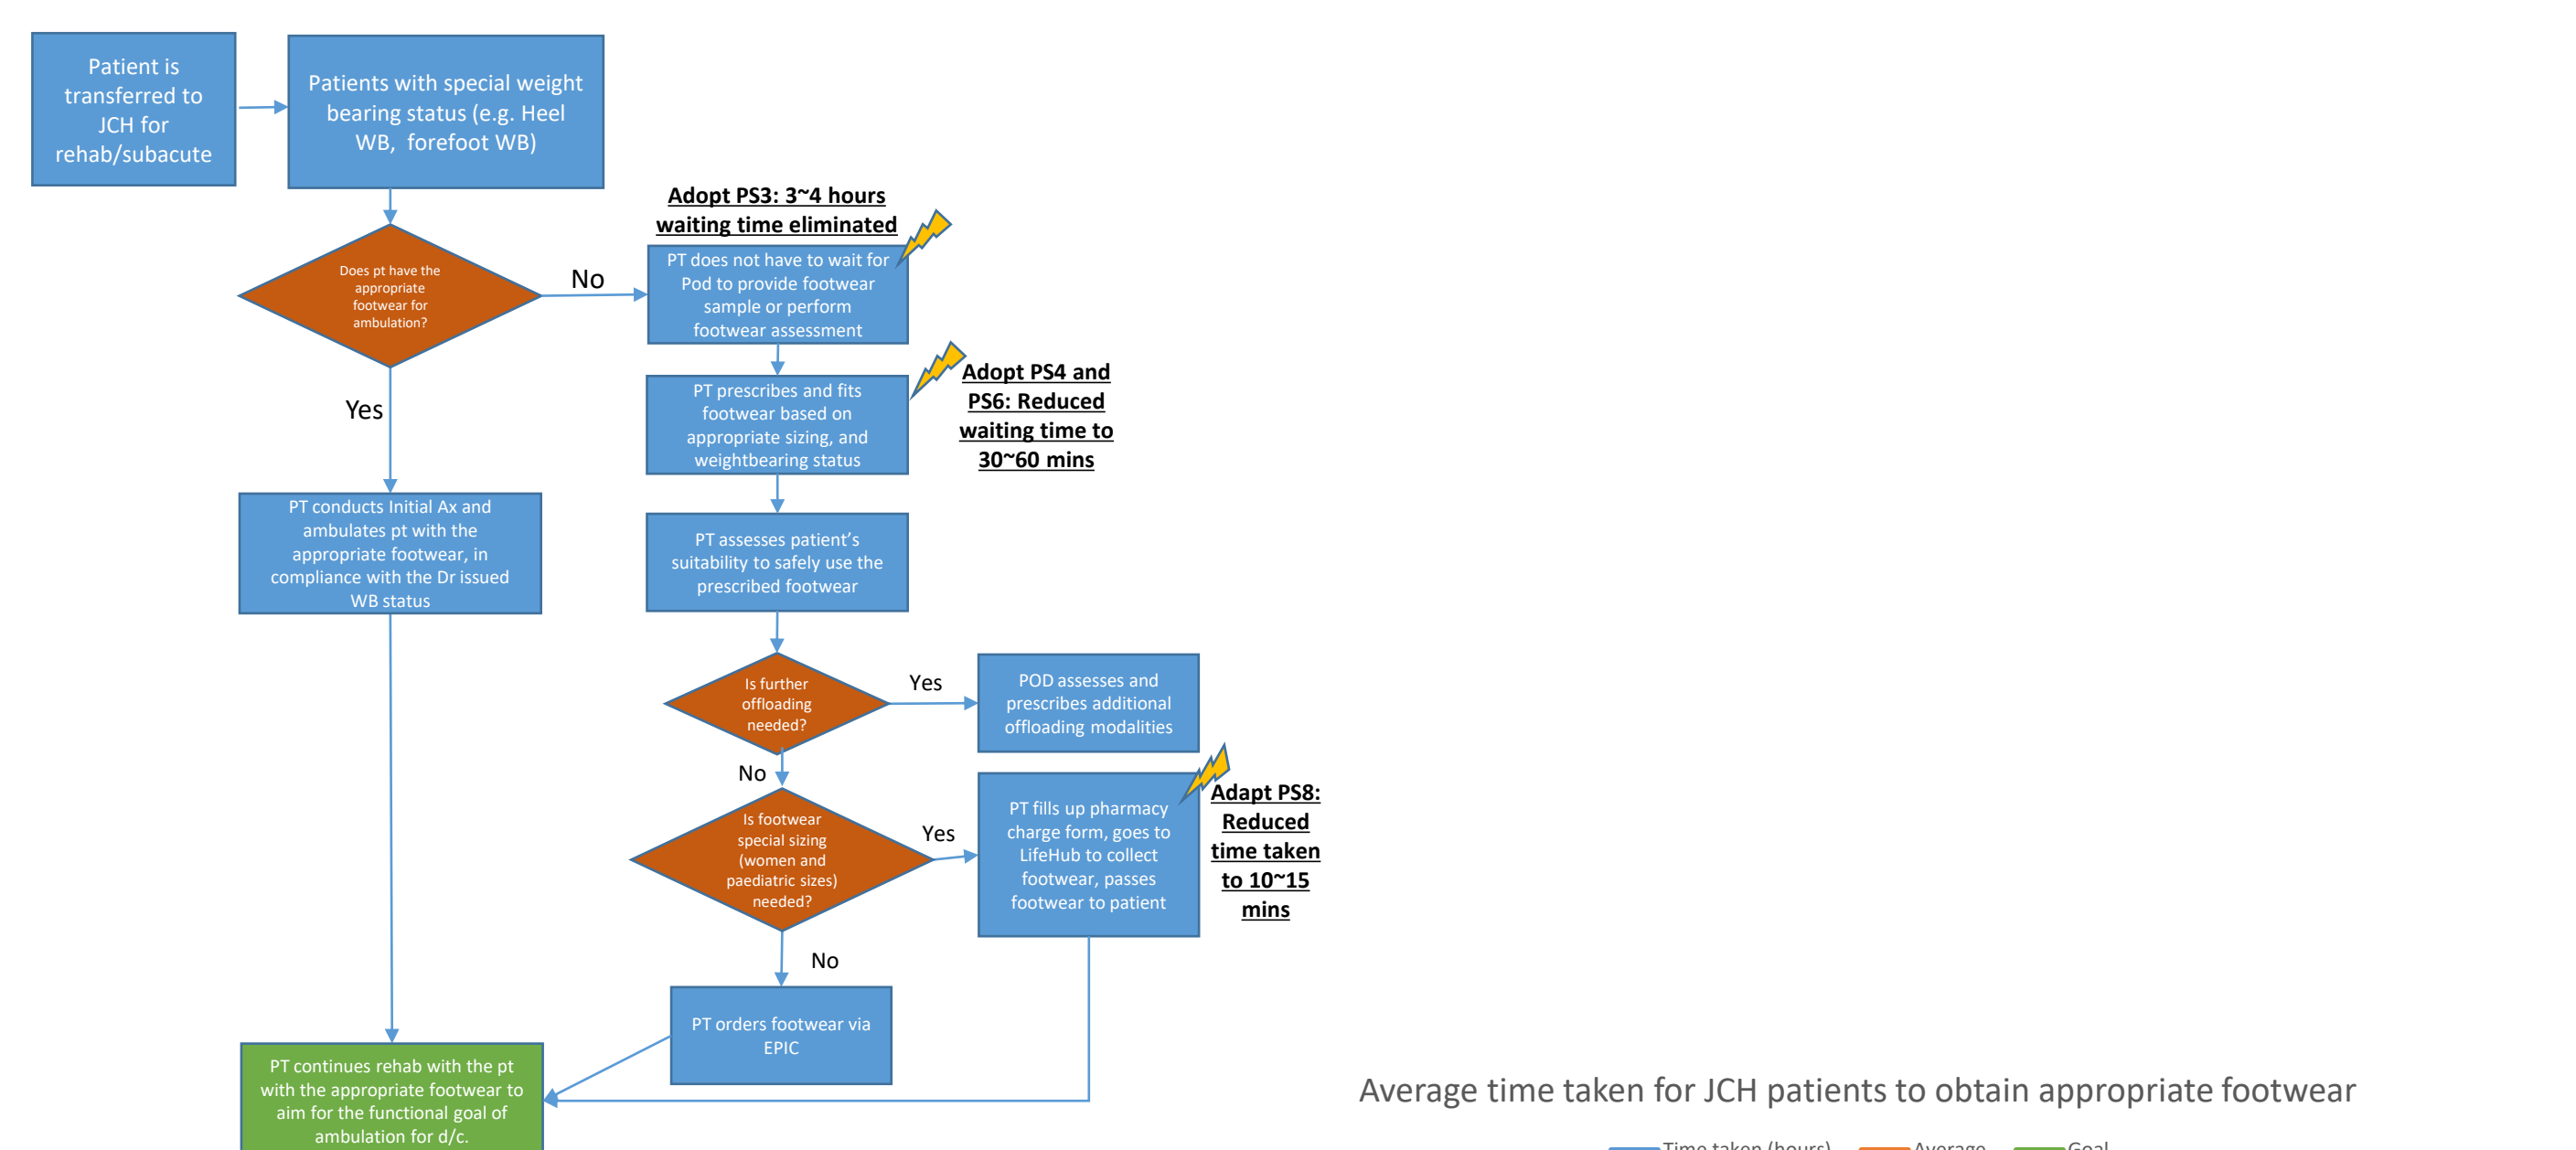 Patient is
transferred to
JCH for
rehab/subacute
Patients with special weight
bearing status (e.g. Heel
WB, forefoot WB)
Adopt PS3: 3~4 hours
waiting time eliminated
Does pt have the
appropriate
footwear for
ambulation?
No
PT does not have to wait for
Pod to provide footwear
sample or perform
footwear assessment
Adopt PS4 and
PS6: Reduced
waiting time to
30~60 mins
PT prescribes and fits
footwear based on
appropriate sizing, and
weightbearing status
Yes
PT conducts Initial Ax and
ambulates pt with the
appropriate footwear, in
compliance with the Dr issued
WB status
PT assesses patient’s
suitability to safely use the
prescribed footwear
Is further
offloading
needed?
Yes
POD assesses and
prescribes additional
offloading modalities
No
Is footwear
special sizing
(women and
paediatric sizes)
needed?
Yes
PT fills up pharmacy
charge form, goes to
LifeHub to collect
footwear, passes
footwear to patient
Adapt PS8:
Reduced
time taken
to 10~15
mins
No
PT orders footwear via
EPIC
PT continues rehab with the pt
with the appropriate footwear to
aim for the functional goal of
ambulation for d/c.
Average time taken for JCH patients to obtain appropriate footwear
Time taken (hours) Average Goal